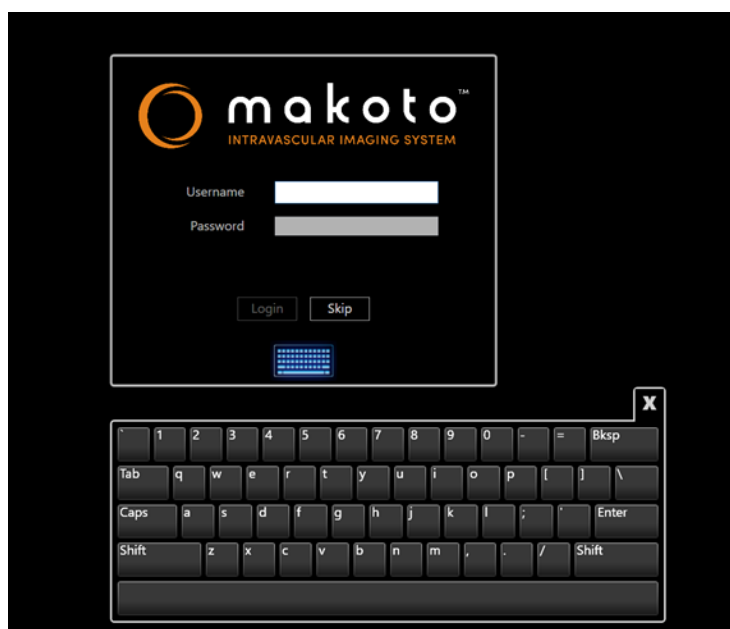 makoto™
INTRAVASCULAR IMAGING SYSTEM
Username
Password
Login Skip
X
` 1 2 3 4 5 6 7 8 9 0 - = Bksp
Tab q w e r t y u i o p [ ] \
Caps a s d f g h j k l ; ' Enter
Shift z x c v b n m , . / Shift